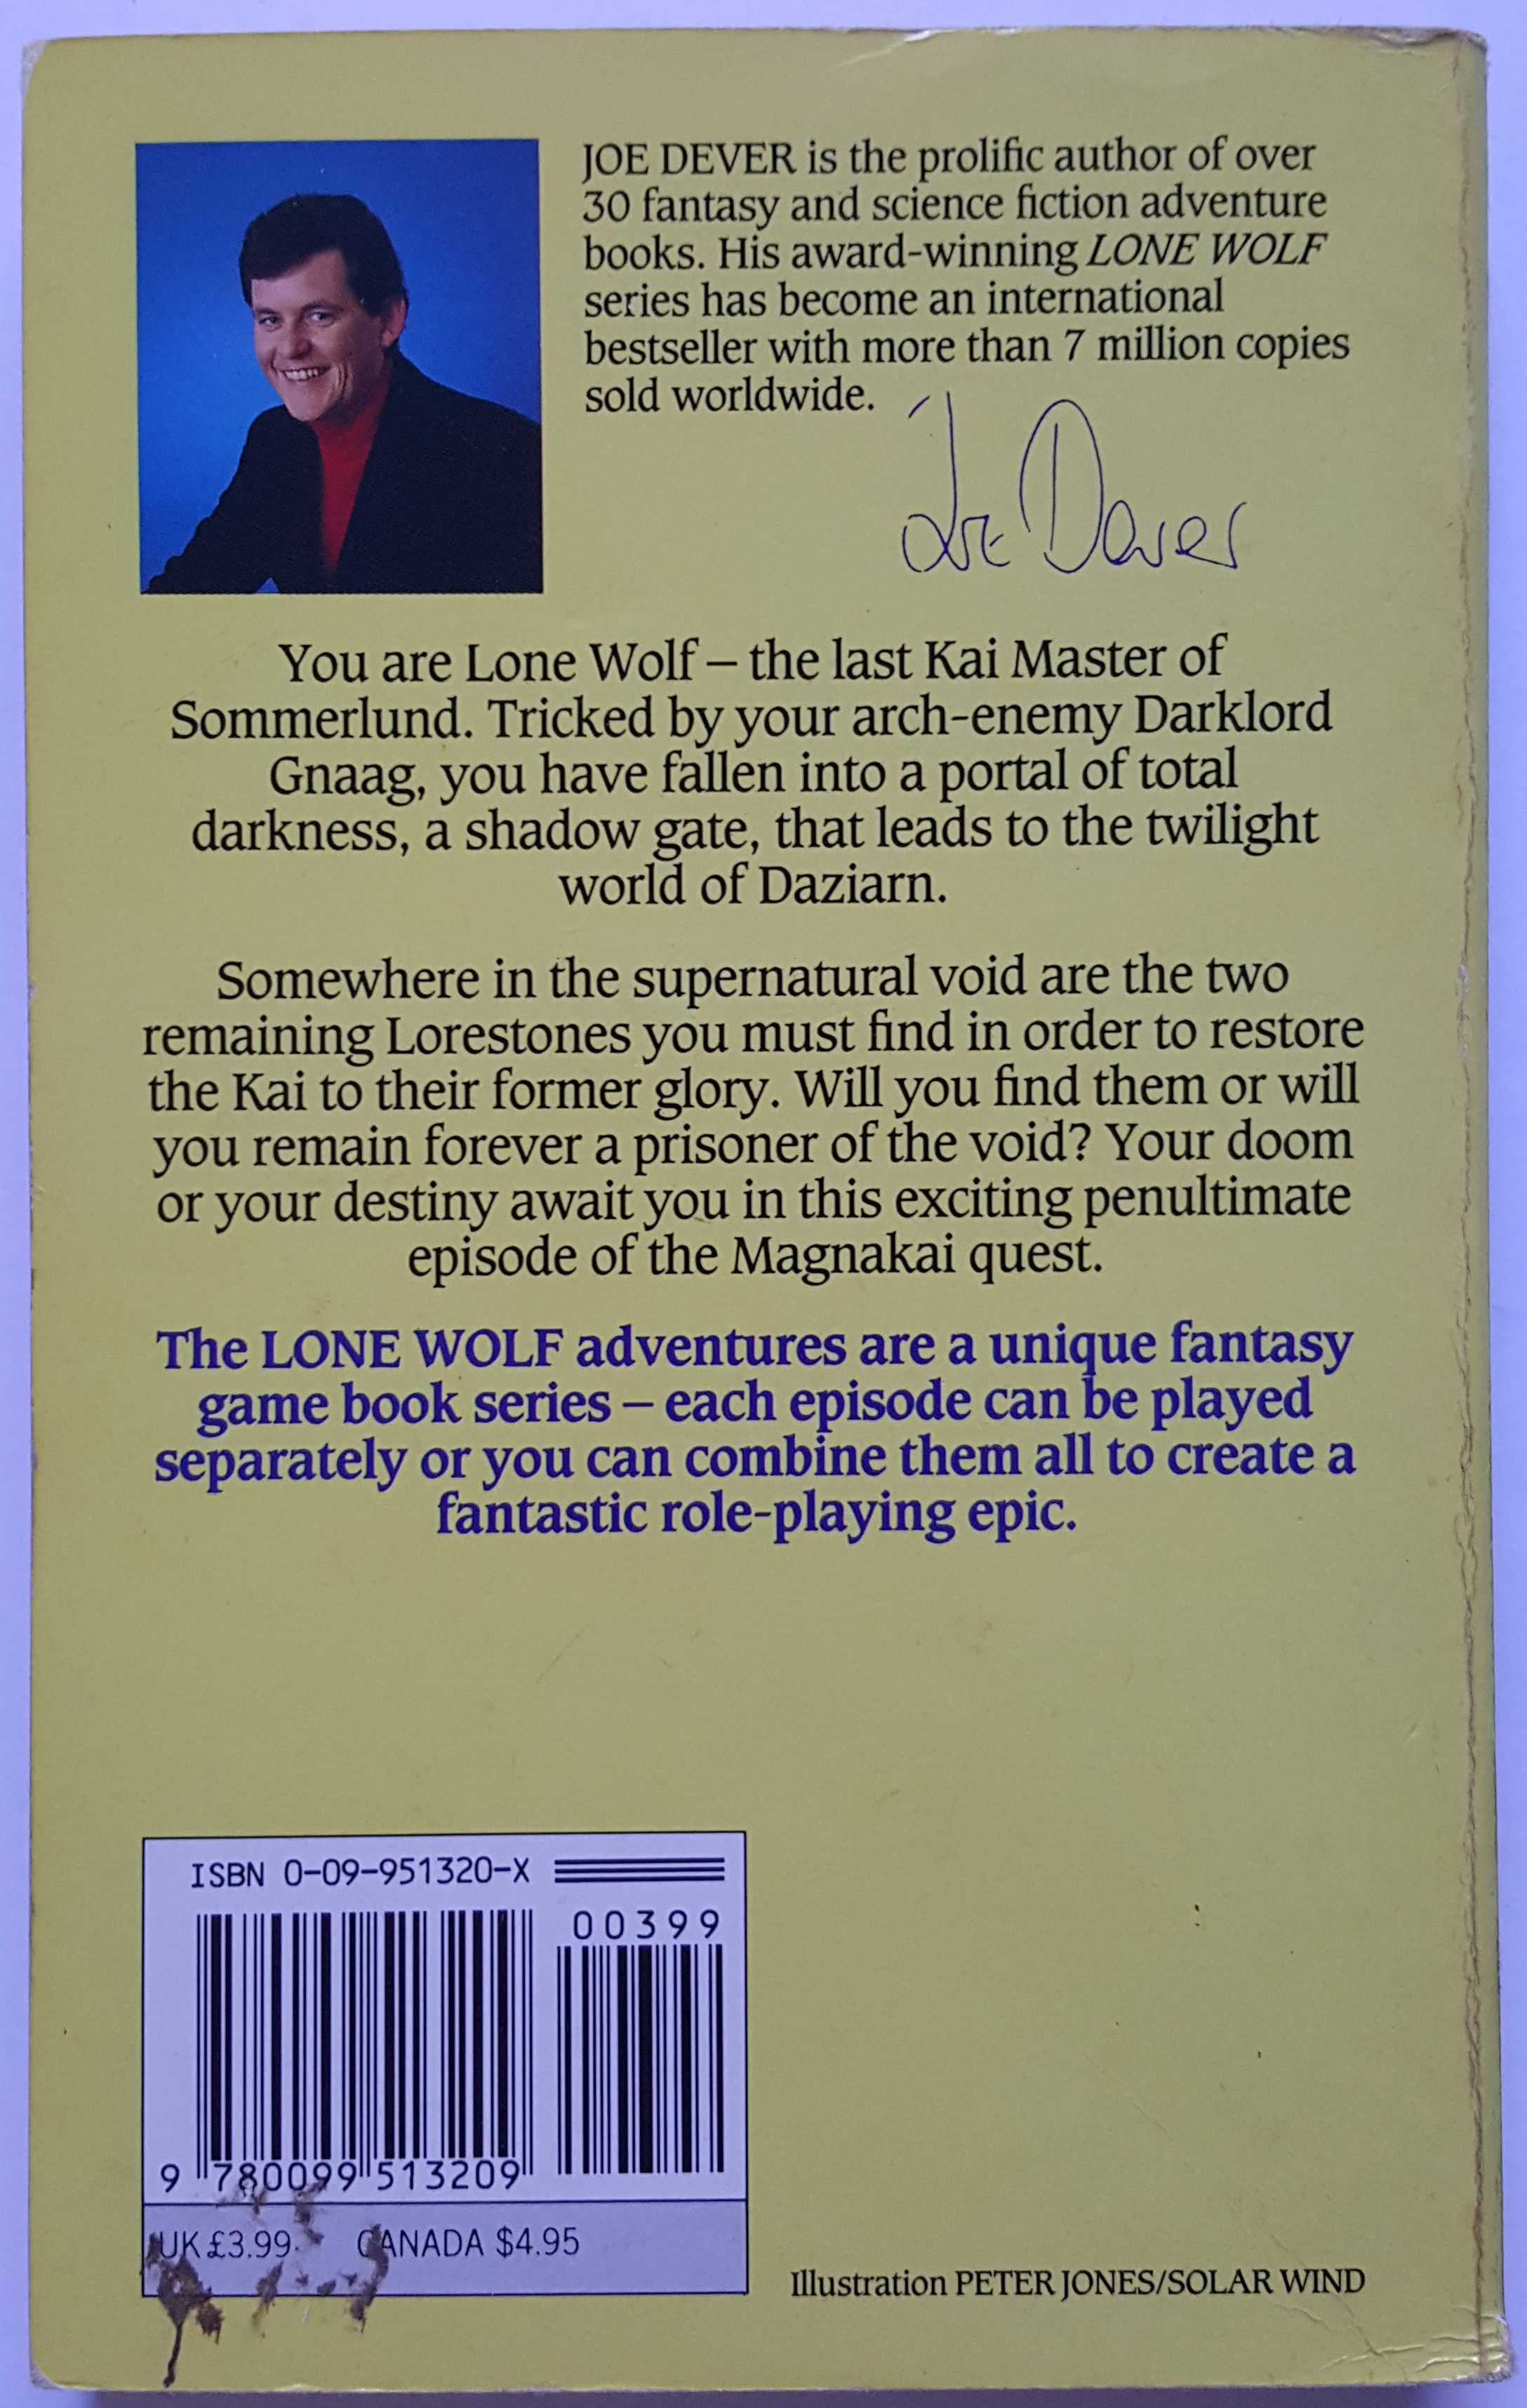 JOE DEVER is the prolific author of over
30 fantasy and science fiction adventure
books. His award-winning LONE WOLF
series has become an international
bestseller with more than 7 million copies
sold worldwide.
Joe Dever
You are Lone Wolf – the last Kai Master of
Sommerlund. Tricked by your arch-enemy Darklord
Gnaag, you have fallen into a portal of total
darkness, a shadow gate, that leads to the twilight
world of Daziarn.
Somewhere in the supernatural void are the two
remaining Lorestones you must find in order to restore
the Kai to their former glory. Will you find them or will
you remain forever a prisoner of the void? Your doom
or your destiny await you in this exciting penultimate
episode of the Magnakai quest.
The LONE WOLF adventures are a unique fantasy
game book series – each episode can be played
separately or you can combine them all to create a
fantastic role-playing epic.
ISBN 0-09-951320-X
00399
9 780099 513209
UK £3.99 CANADA $4.95
Illustration PETER JONES/SOLAR WIND